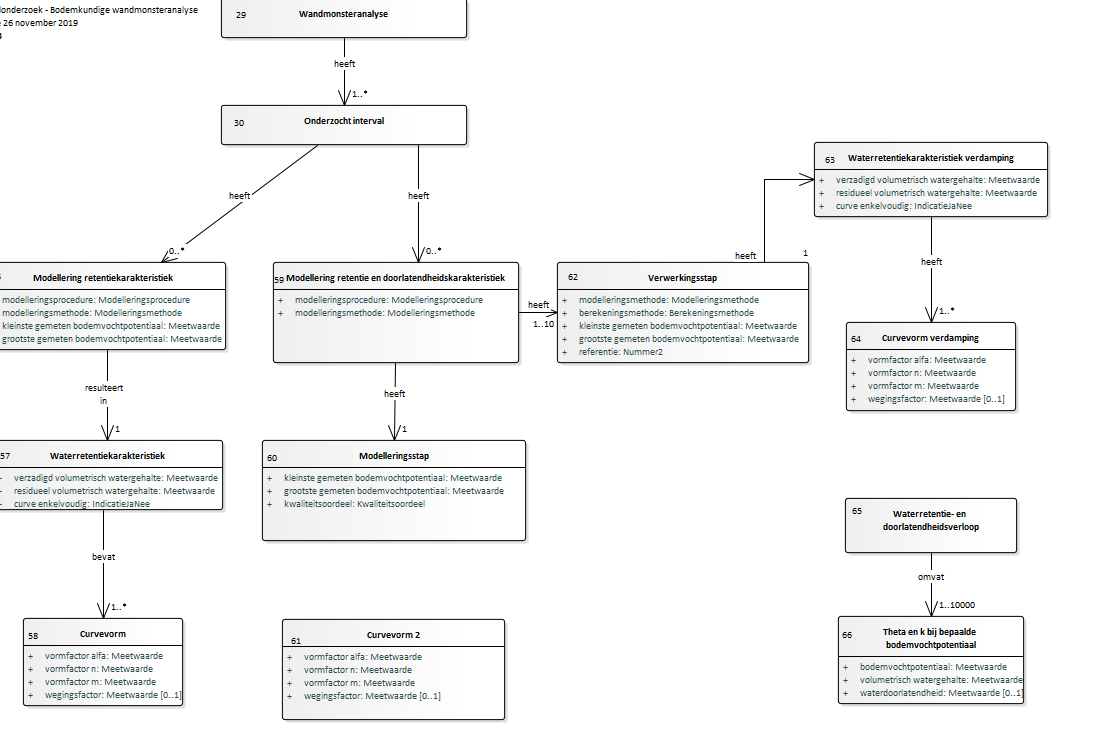 onderzoek - Bodemkundige wandmonsteranalyse
26 november 2019
29 Wandmonsteranalyse
heeft
1..*
30 Onderzocht interval
heeft
heeft
0..*
0..*
Modellering retentiekarakteristiek
modelleringsprocedure: Modelleringsprocedure
modelleringsmethode: Modelleringsmethode
kleinste gemeten bodemvochtpotentiaal: Meetwaarde
grootste gemeten bodemvochtpotentiaal: Meetwaarde
59 Modellering retentie en doorlatendheidskarakteristiek
+ modelleringsprocedure: Modelleringsprocedure
+ modelleringsmethode: Modelleringsmethode
heeft
1..10
62 Verwerkingsstap
+ modelleringsmethode: Modelleringsmethode
+ berekeningsmethode: Berekeningsmethode
+ kleinste gemeten bodemvochtpotentiaal: Meetwaarde
+ grootste gemeten bodemvochtpotentiaal: Meetwaarde
+ referentie: Nummer2
heeft
1
63 Waterretentiekarakteristiek verdamping
+ verzadigd volumetrisch watergehalte: Meetwaarde
+ residueel volumetrisch watergehalte: Meetwaarde
+ curve enkelvoudig: IndicatieJaNee
heeft
1..*
64 Curvevorm verdamping
+ vormfactor alfa: Meetwaarde
+ vormfactor n: Meetwaarde
+ vormfactor m: Meetwaarde
+ wegingsfactor: Meetwaarde [0..1]
resulteert
in
1
57 Waterretentiekarakteristiek
verzadigd volumetrisch watergehalte: Meetwaarde
residueel volumetrisch watergehalte: Meetwaarde
curve enkelvoudig: IndicatieJaNee
heeft
1
60 Modelleringsstap
+ kleinste gemeten bodemvochtpotentiaal: Meetwaarde
+ grootste gemeten bodemvochtpotentiaal: Meetwaarde
+ kwaliteitsoordeel: Kwaliteitsoordeel
bevat
1..*
58 Curvevorm
+ vormfactor alfa: Meetwaarde
+ vormfactor n: Meetwaarde
+ vormfactor m: Meetwaarde
+ wegingsfactor: Meetwaarde [0..1]
61 Curvevorm 2
+ vormfactor alfa: Meetwaarde
+ vormfactor n: Meetwaarde
+ vormfactor m: Meetwaarde
+ wegingsfactor: Meetwaarde [0..1]
65 Waterretentie- en
doorlatendheidsverloop
omvat
1..10000
66 Theta en k bij bepaalde
bodemvochtpotentiaal
+ bodemvochtpotentiaal: Meetwaarde
+ volumetrisch watergehalte: Meetwaarde
+ waterdoorlatendheid: Meetwaarde [0..1]